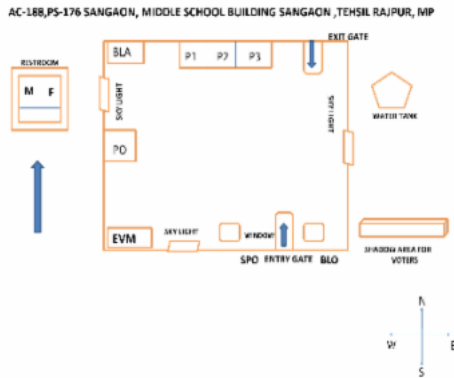 AC-188,PS-176 SANGAON, MIDDLE SCHOOL BUILDING SANGAON ,TEHSIL RAJPUR, MP
EXIT GATE
BLA
P1 P2 P3
RESTROOM
M F
SKY LIGHT
SKY LIGHT
WATER TANK
PO
EVM
SKY LIGHT
WINDOW
SPO ENTRY GATE BLO
SHADOW AREA FOR
VOTERS
N
W E
S